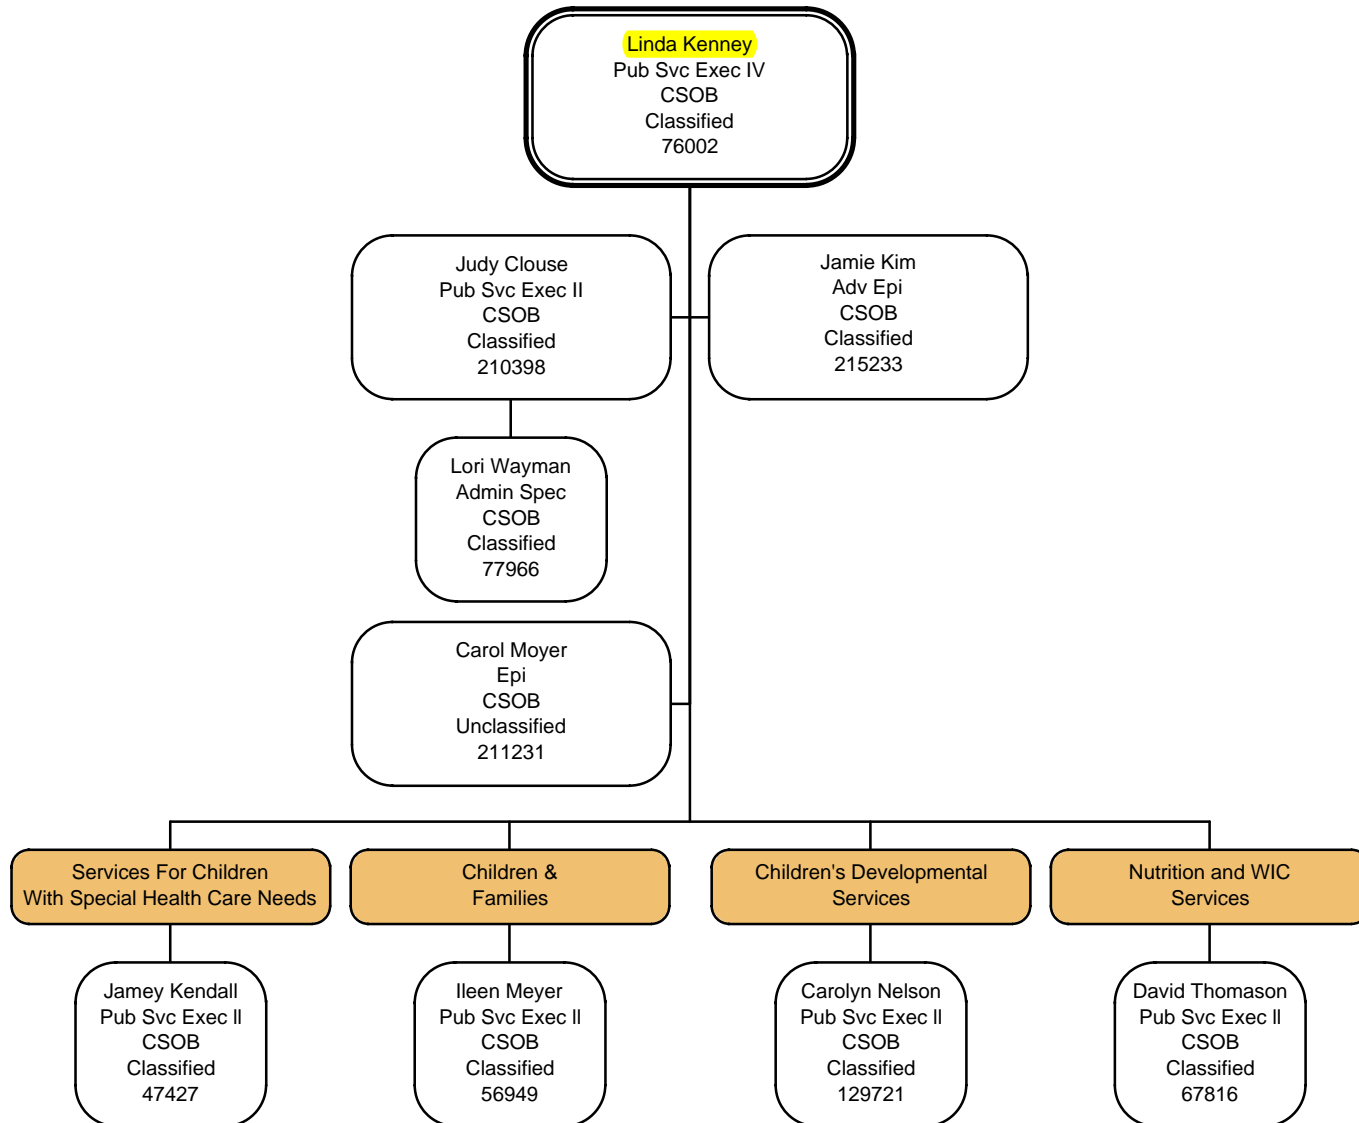 Linda Kenney
Pub Svc Exec IV
CSOB
Classified
76002
Judy Clouse
Pub Svc Exec II
CSOB
Classified
210398
Jamie Kim
Adv Epi
CSOB
Classified
215233
Lori Wayman
Admin Spec
CSOB
Classified
77966
Carol Moyer
Epi
CSOB
Unclassified
211231
Services For Children
With Special Health Care Needs
Children &
Families
Children's Developmental
Services
Nutrition and WIC
Services
Jamey Kendall
Pub Svc Exec II
CSOB
Classified
47427
Ileen Meyer
Pub Svc Exec II
CSOB
Classified
56949
Carolyn Nelson
Pub Svc Exec II
CSOB
Classified
129721
David Thomason
Pub Svc Exec II
CSOB
Classified
67816